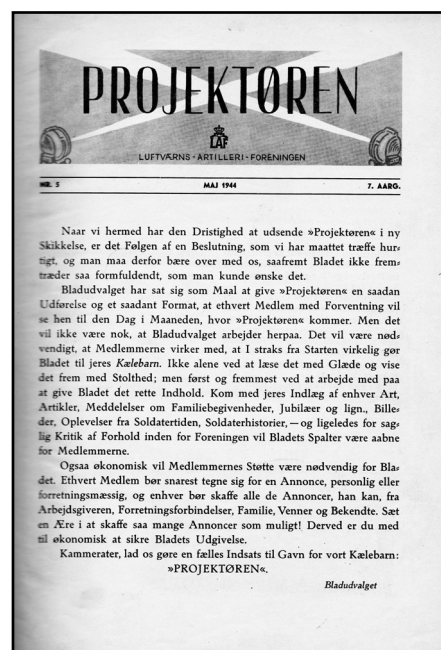 PROJEKTØREN
LAF
LUFTVÆRNS-ARTILLERI-FORENINGEN
NR. 5 MAJ 1944 7. AARG.
Naar vi hermed har den Dristighed at udsende »Projektøren« i ny
Skikkelse, er det Følgen af en Beslutning, som vi har maattet træffe hur-
tigt, og man maa derfor bære over med os, saafremt Bladet ikke frem-
træder saa formfuldendt, som man kunde ønske det.
Bladudvalget har sat sig som Maal at give »Projektøren« en saadan
Udførelse og et saadant Format, at ethvert Medlem med Forventning vil
se hen til den Dag i Maaneden, hvor »Projektøren« kommer. Men det
vil ikke være nok, at Bladudvalget arbejder herpaa. Det vil være nød-
vendigt, at Medlemmerne virker med, at I straks fra Starten virkelig gør
Bladet til jeres Kælebarn. Ikke alene ved at læse det med Glæde og vise
det frem med Stolthed; men først og fremmest ved at arbejde med paa
at give Bladet det rette Indhold. Kom med jeres Indlæg af enhver Art,
Artikler, Meddelelser om Familiebegivenheder, Jubilæer og lign., Bille-
der, Oplevelser fra Soldatertiden, Soldaterhistorier, — og ligeledes for sag-
lig Kritik af Forhold inden for Foreningen vil Bladets Spalter være aabne
for Medlemmerne.
Ogsaa økonomisk vil Medlemmernes Støtte være nødvendig for Bla-
det. Ethvert Medlem bør snarest tegne sig for en Annonce, personlig eller
forretningsmæssig, og enhver bør skaffe alle de Annoncer, han kan, fra
Arbejdsgiveren, Forretningsforbindelser, Familie, Venner og Bekendte. Sæt
en Ære i at skaffe saa mange Annoncer som muligt! Derved er du med
til økonomisk at sikre Bladets Udgivelse.
Kammerater, lad os gøre en fælles Indsats til Gavn for vort Kælebarn:
»PROJEKTØREN«.
Bladudvalget